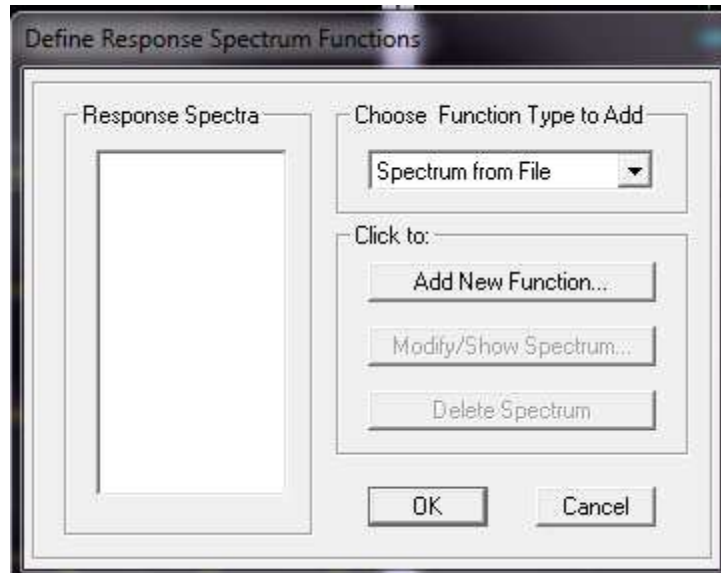 Define Response Spectrum Functions
Response Spectra
Choose Function Type to Add
Spectrum from File
Click to:
Add New Function...
Modify/Show Spectrum...
Delete Spectrum
OK
Cancel